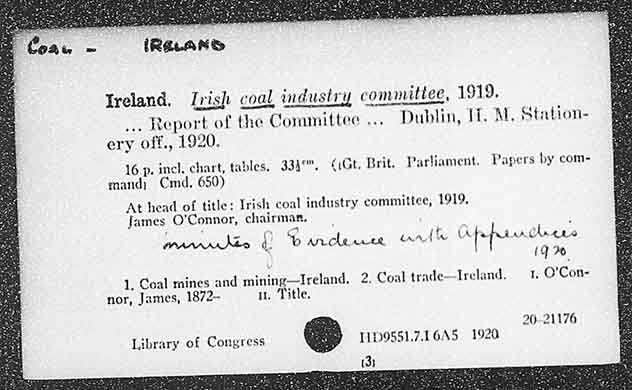 COAL - IRELAND
Ireland. Irish coal industry committee, 1919.
... Report of the Committee ... Dublin, H. M. Station-
ery off., 1920.
16 p. incl. chart, tables. 33½ᶜᵐ. ([Gt. Brit. Parliament. Papers by com-
mand] Cmd. 650)
At head of title: Irish coal industry committee, 1919.
James O'Connor, chairman.
minutes of Evidence with appendices
1920
1. Coal mines and mining—Ireland. 2. Coal trade—Ireland. I. O'Con-
nor, James, 1872- II. Title.
20-21176
Library of Congress HD9551.7.I6A5 1920
[3]